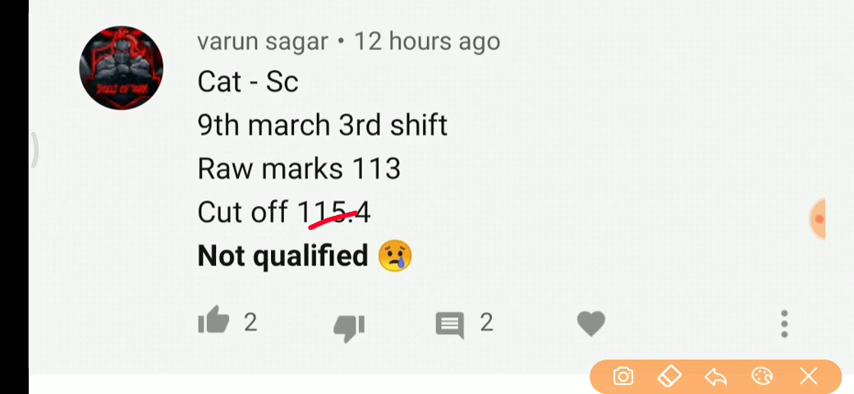 varun sagar • 12 hours ago
Cat - Sc
9th march 3rd shift
Raw marks 113
Cut off 115.4
Not qualified 😢
2 2